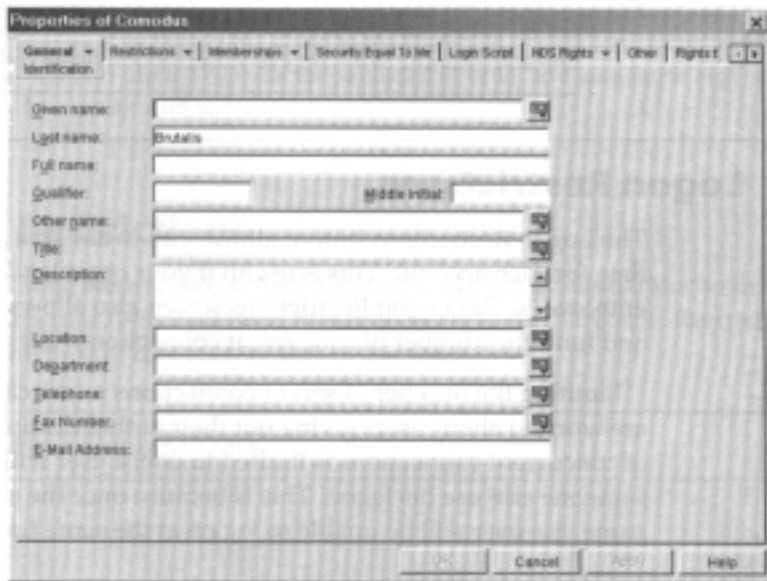 Properties of Comodus
General Restrictions Memberships Security Equal To Me Login Script NDS Rights Other Rights t
Identification
Given name:
Last name: Brutalis
Full name:
Qualifier: Middle initial:
Other name:
Title:
Description:
Location:
Department:
Telephone:
Fax Number:
E-Mail Address:
OK Cancel Apply Help